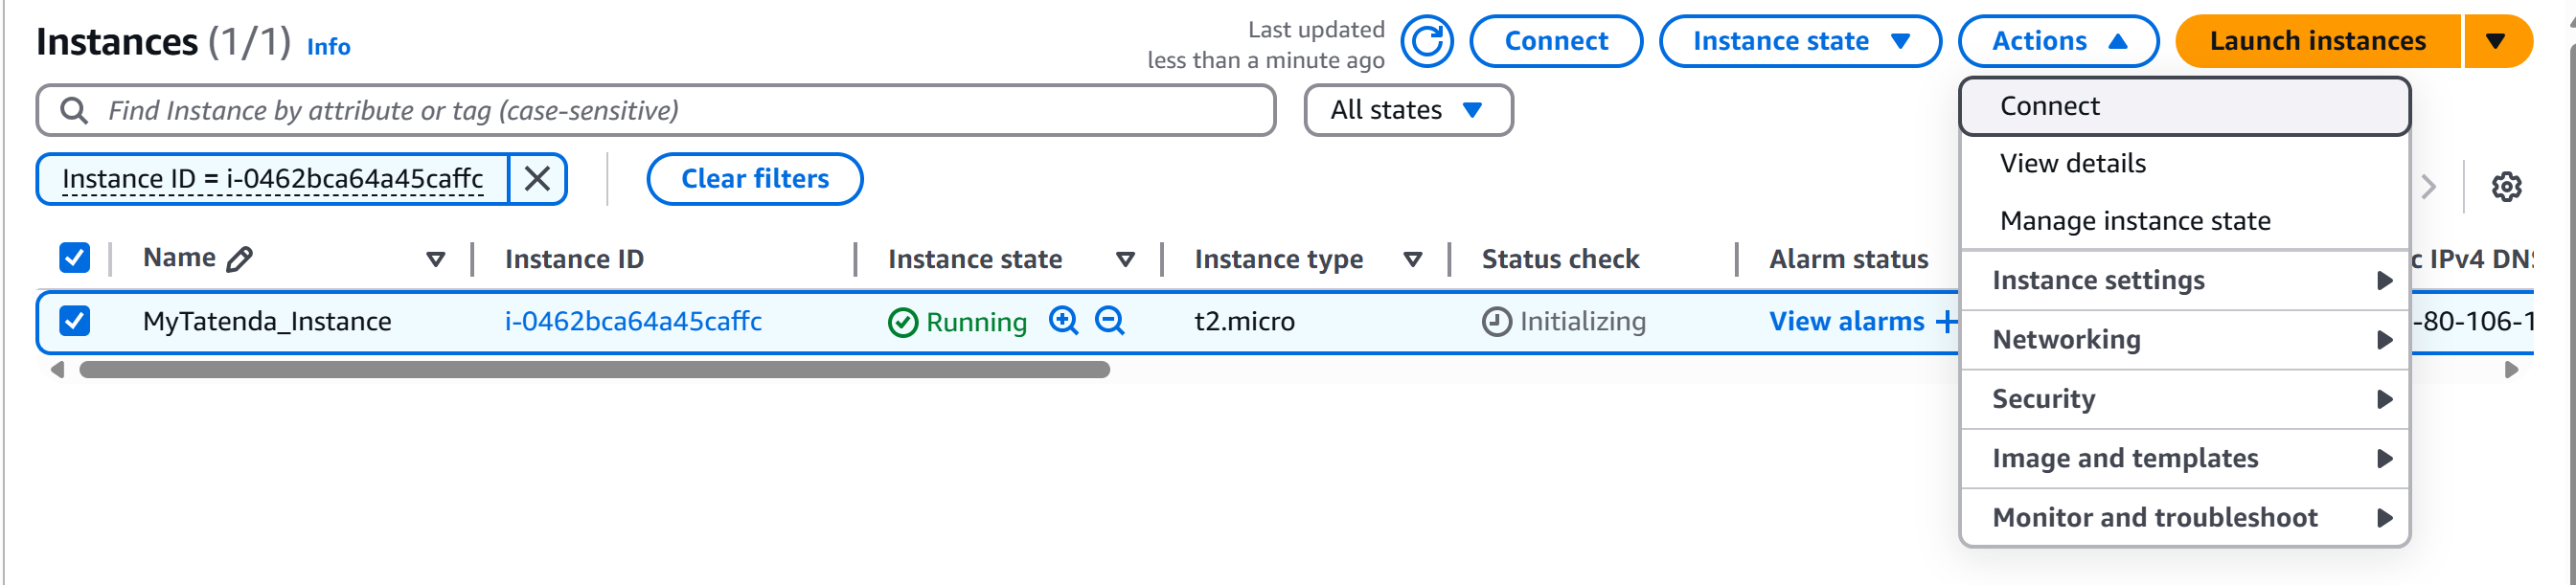 Instances (1/1) Info
Last updated
less than a minute ago
Connect
Instance state
Actions
Launch instances
Find Instance by attribute or tag (case-sensitive)
All states
Instance ID = i-0462bca64a45caffc
Clear filters
Name Instance ID Instance state Instance type Status check Alarm status c IPv4 DNS
MyTatenda_Instance i-0462bca64a45caffc Running t2.micro Initializing View alarms + -80-106-1
Connect
View details
Manage instance state
Instance settings
Networking
Security
Image and templates
Monitor and troubleshoot